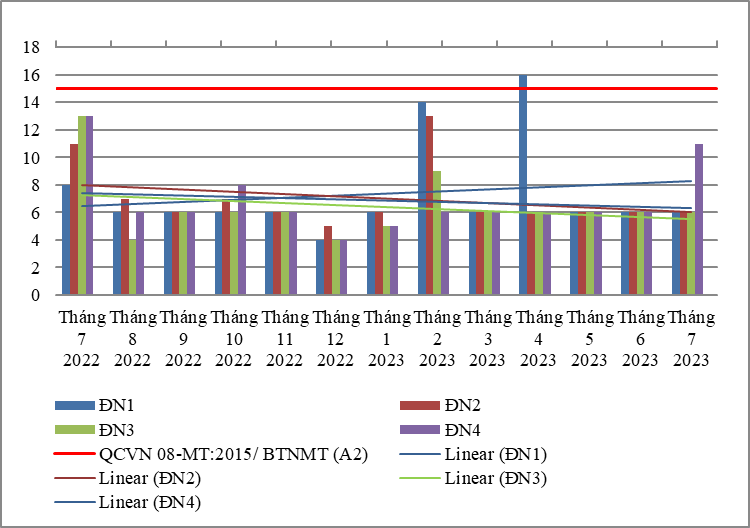 18
16
14
12
10
8
6
4
2
0
Tháng 7 2022
Tháng 8 2022
Tháng 9 2022
Tháng 10 2022
Tháng 11 2022
Tháng 12 2022
Tháng 1 2023
Tháng 2 2023
Tháng 3 2023
Tháng 4 2023
Tháng 5 2023
Tháng 6 2023
Tháng 7 2023
ĐN1
ĐN2
ĐN3
ĐN4
QCVN 08-MT:2015/ BTNMT (A2)
Linear (ĐN1)
Linear (ĐN2)
Linear (ĐN3)
Linear (ĐN4)